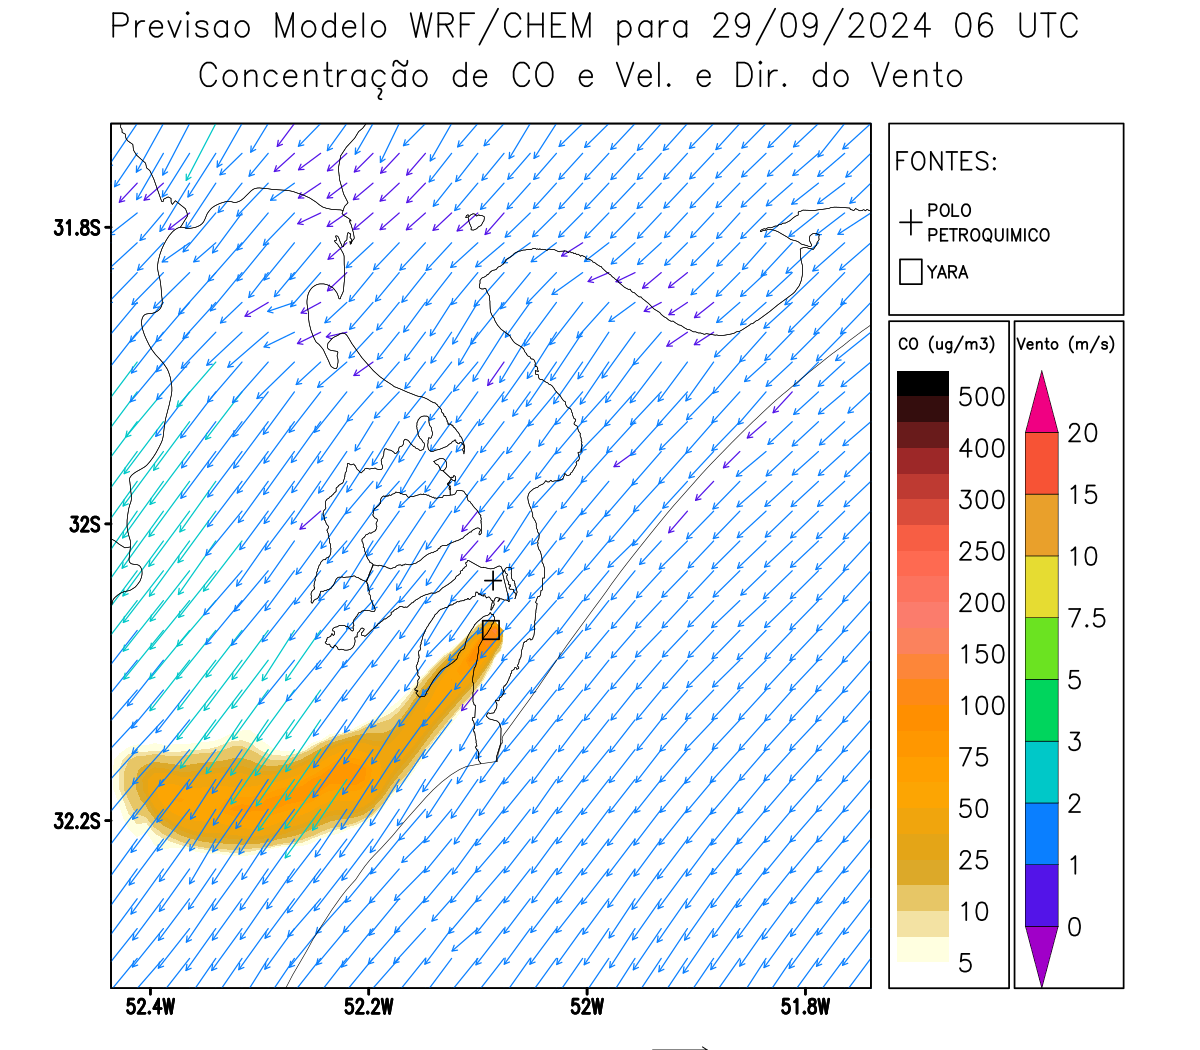 Previsao Modelo WRF/CHEM para 29/09/2024 06 UTC
Concentração de CO e Vel. e Dir. do Vento
FONTES:
POLO
PETROQUIMICO
YARA
CO (ug/m3)
500
400
300
250
200
150
100
75
50
25
10
5
Vento (m/s)
20
15
10
7.5
5
3
2
1
0
31.8S
32S
32.2S
52.4W
52.2W
52W
51.8W